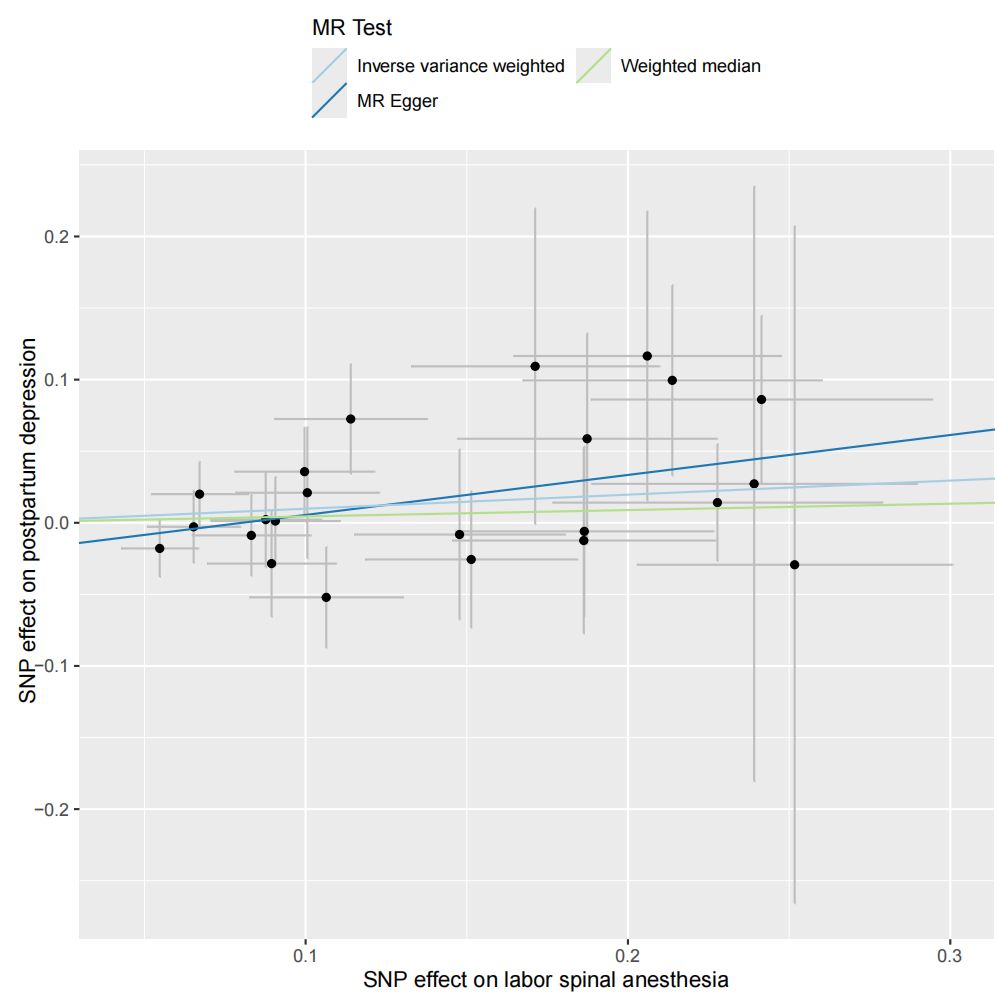 MR Test
Inverse variance weighted
Weighted median
MR Egger
SNP effect on postpartum depression
0.2
0.1
0.0
−0.1
−0.2
0.1
0.2
0.3
SNP effect on labor spinal anesthesia